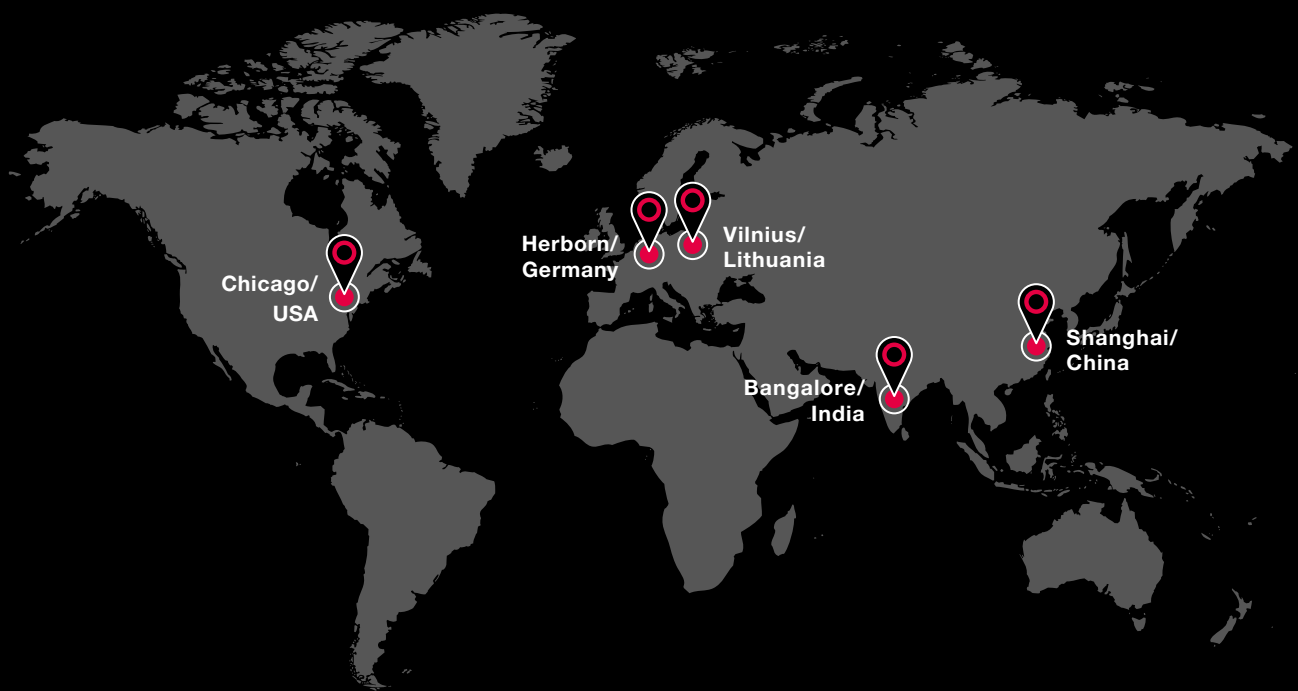 Herborn/
Germany
Vilnius/
Lithuania
Chicago/
USA
Shanghai/
China
Bangalore/
India